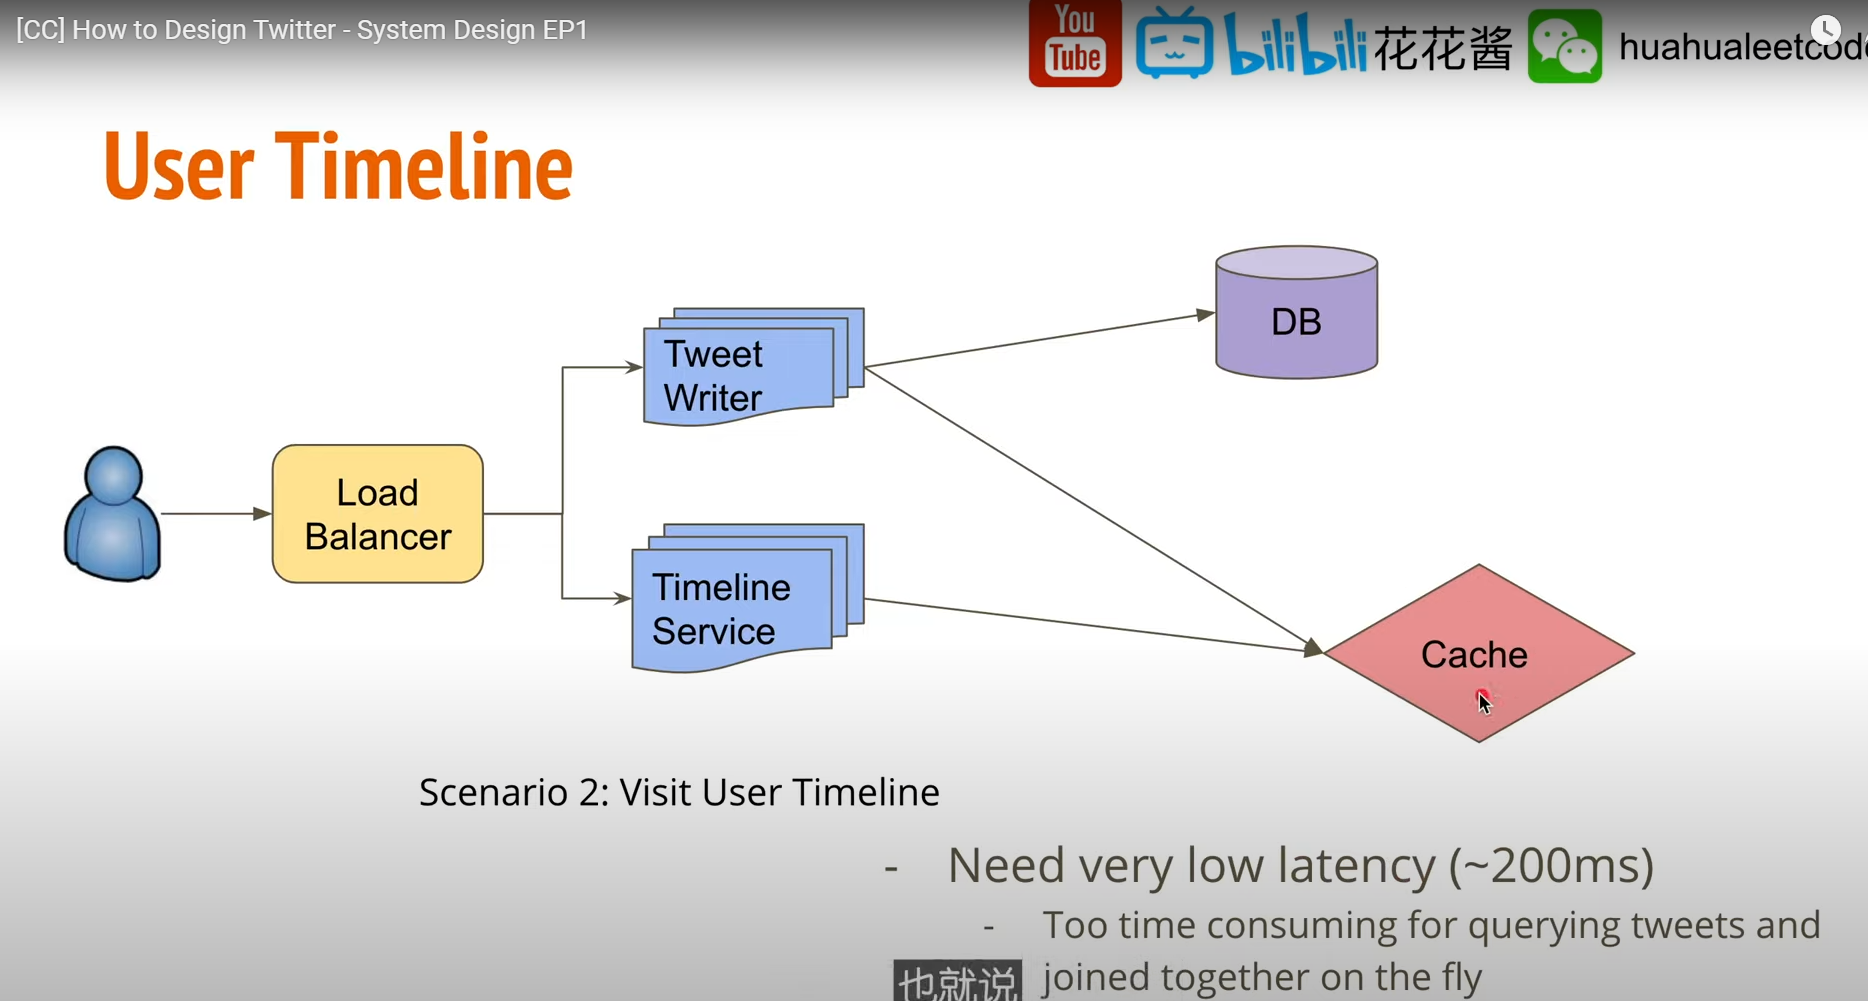 [CC] How to Design Twitter - System Design EP1
You
Tube
bilibili 花花酱
huahualeetcode
User Timeline
DB
Tweet
Writer
Load
Balancer
Timeline
Service
Cache
Scenario 2: Visit User Timeline
- Need very low latency (~200ms)
- Too time consuming for querying tweets and
joined together on the fly
也就说